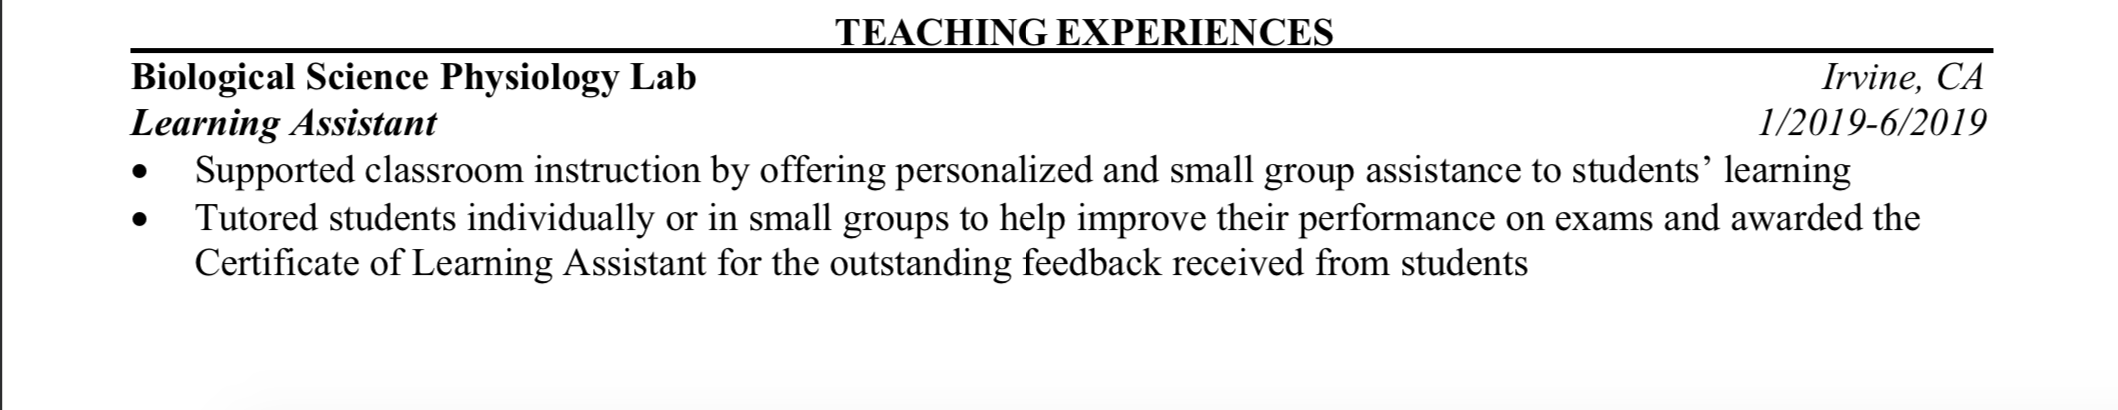 TEACHING EXPERIENCES
Biological Science Physiology Lab Irvine, CA
Learning Assistant 1/2019-6/2019
• Supported classroom instruction by offering personalized and small group assistance to students’ learning
• Tutored students individually or in small groups to help improve their performance on exams and awarded the
Certificate of Learning Assistant for the outstanding feedback received from students